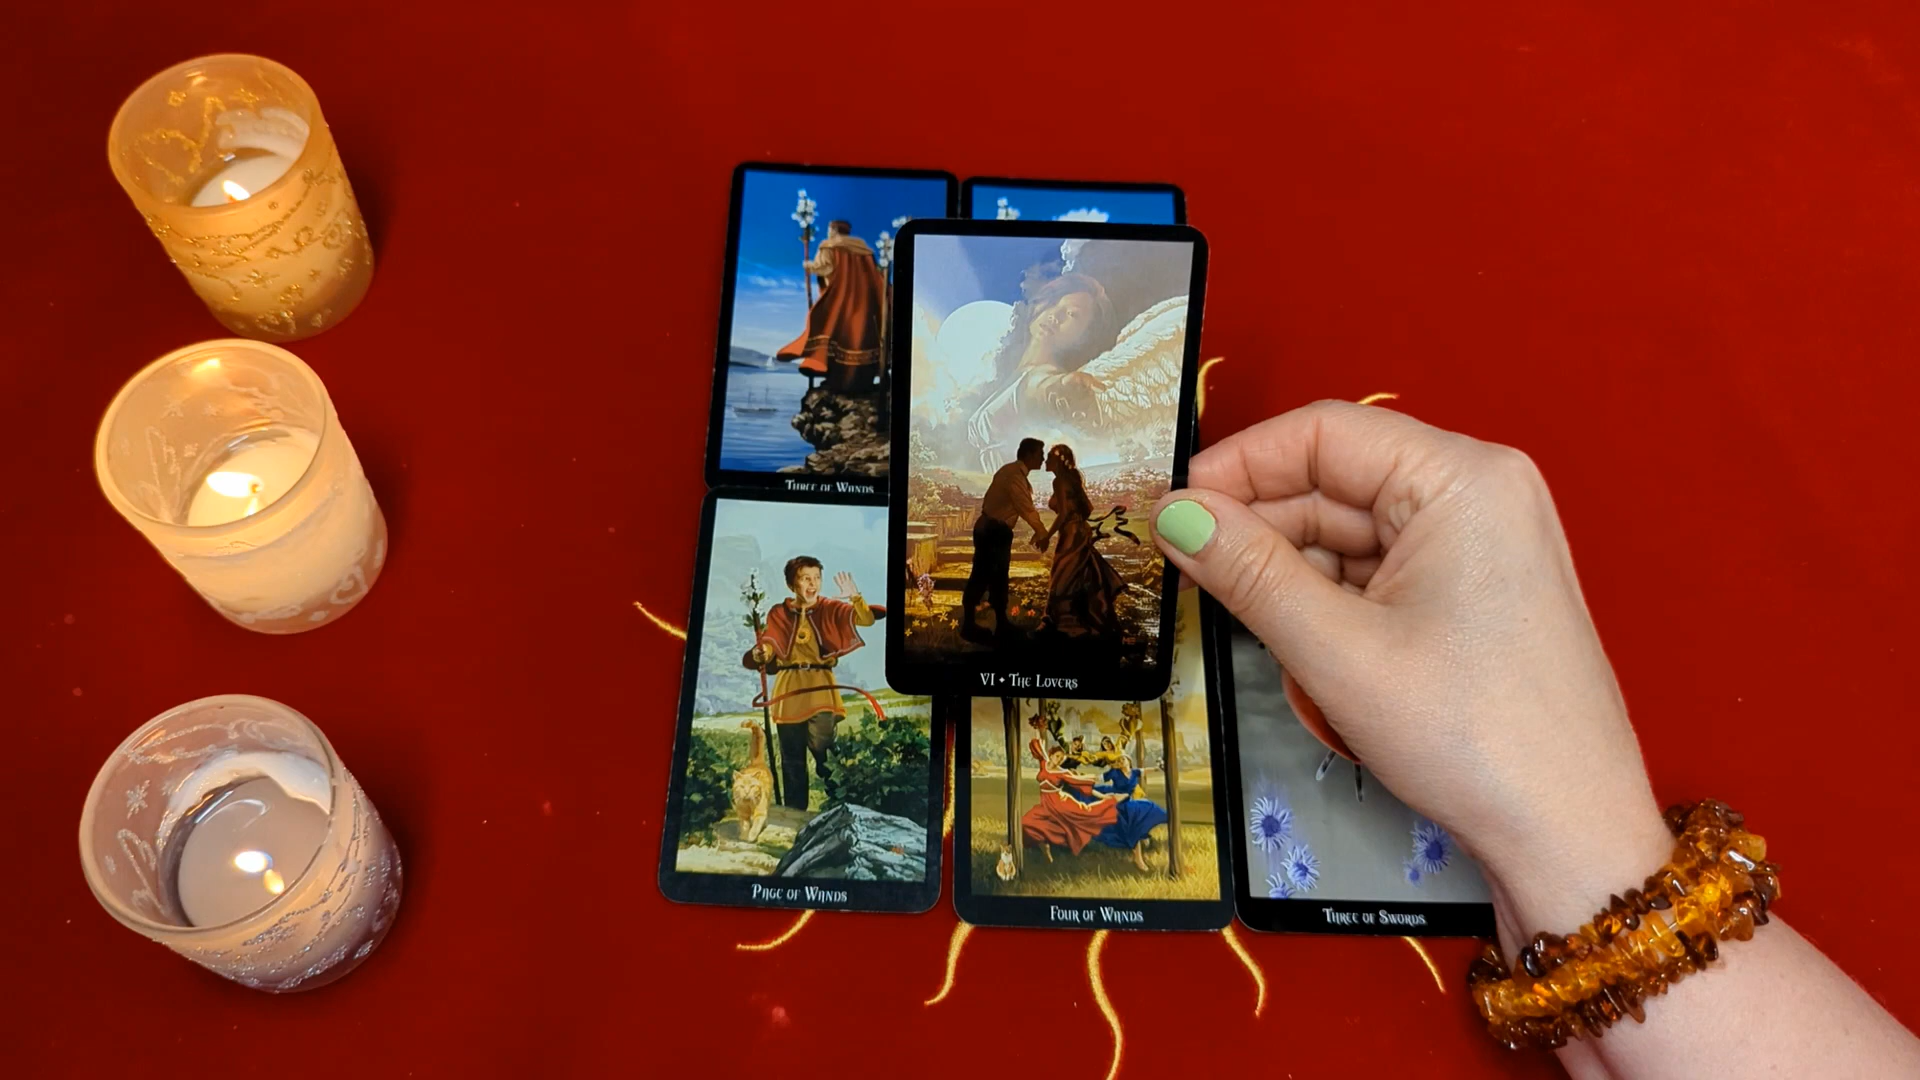 Three of Wands
VI • The Lovers
Page of Wands
Four of Wands
Three of Swords